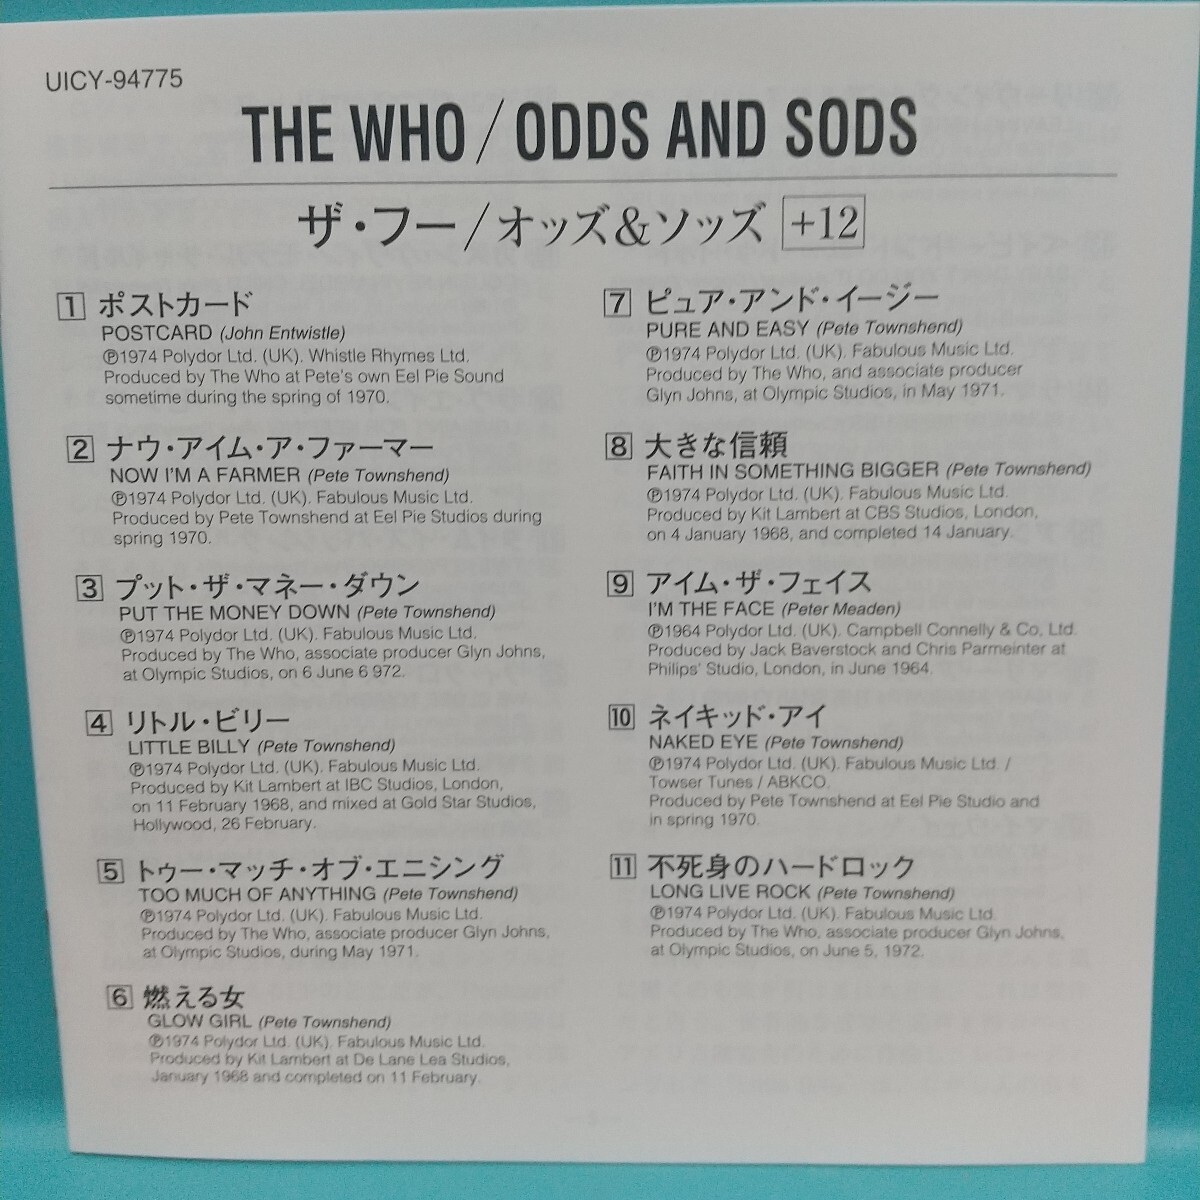 UICY-94775
THE WHO / ODDS AND SODS
ザ・フー/オッズ&ソッズ +12
1 ポストカード
POSTCARD (John Entwistle)
Ⓟ1974 Polydor Ltd. (UK). Whistle Rhymes Ltd.
Produced by The Who at Pete's own Eel Pie Sound
sometime during the spring of 1970.
2 ナウ・アイム・ア・ファーマー
NOW I'M A FARMER (Pete Townshend)
Ⓟ1974 Polydor Ltd. (UK). Fabulous Music Ltd.
Produced by Pete Townshend at Eel Pie Studios during
spring 1970.
3 プット・ザ・マネー・ダウン
PUT THE MONEY DOWN (Pete Townshend)
Ⓟ1974 Polydor Ltd. (UK). Fabulous Music Ltd.
Produced by The Who, associate producer Glyn Johns,
at Olympic Studios, on 6 June 6 972.
4 リトル・ビリー
LITTLE BILLY (Pete Townshend)
Ⓟ1974 Polydor Ltd. (UK). Fabulous Music Ltd.
Produced by Kit Lambert at IBC Studios, London,
on 11 February 1968, and mixed at Gold Star Studios,
Hollywood, 26 February.
5 トゥー・マッチ・オブ・エニシング
TOO MUCH OF ANYTHING (Pete Townshend)
Ⓟ1974 Polydor Ltd. (UK). Fabulous Music Ltd.
Produced by The Who, associate producer Glyn Johns,
at Olympic Studios, during May 1971.
6 燃える女
GLOW GIRL (Pete Townshend)
Ⓟ1974 Polydor Ltd. (UK). Fabulous Music Ltd.
Produced by Kit Lambert at De Lane Lea Studios,
January 1968 and completed on 11 February.
7 ピュア・アンド・イージー
PURE AND EASY (Pete Townshend)
Ⓟ1974 Polydor Ltd. (UK). Fabulous Music Ltd.
Produced by The Who, and associate producer
Glyn Johns, at Olympic Studios, in May 1971.
8 大きな信頼
FAITH IN SOMETHING BIGGER (Pete Townshend)
Ⓟ1974 Polydor Ltd. (UK). Fabulous Music Ltd.
Produced by Kit Lambert at CBS Studios, London,
on 4 January 1968, and completed 14 January.
9 アイム・ザ・フェイス
I'M THE FACE (Peter Meaden)
Ⓟ1964 Polydor Ltd. (UK). Campbell Connelly & Co. Ltd.
Produced by Jack Baverstock and Chris Parmeinter at
Philips' Studio, London, in June 1964.
10 ネイキッド・アイ
NAKED EYE (Pete Townshend)
Ⓟ1974 Polydor Ltd. (UK). Fabulous Music Ltd. /
Towser Tunes / ABKCO.
Produced by Pete Townshend at Eel Pie Studio and
in spring 1970.
11 不死身のハードロック
LONG LIVE ROCK (Pete Townshend)
Ⓟ1974 Polydor Ltd. (UK). Fabulous Music Ltd.
Produced by The Who, associate producer Glyn Johns,
at Olympic Studios, on June 5, 1972.